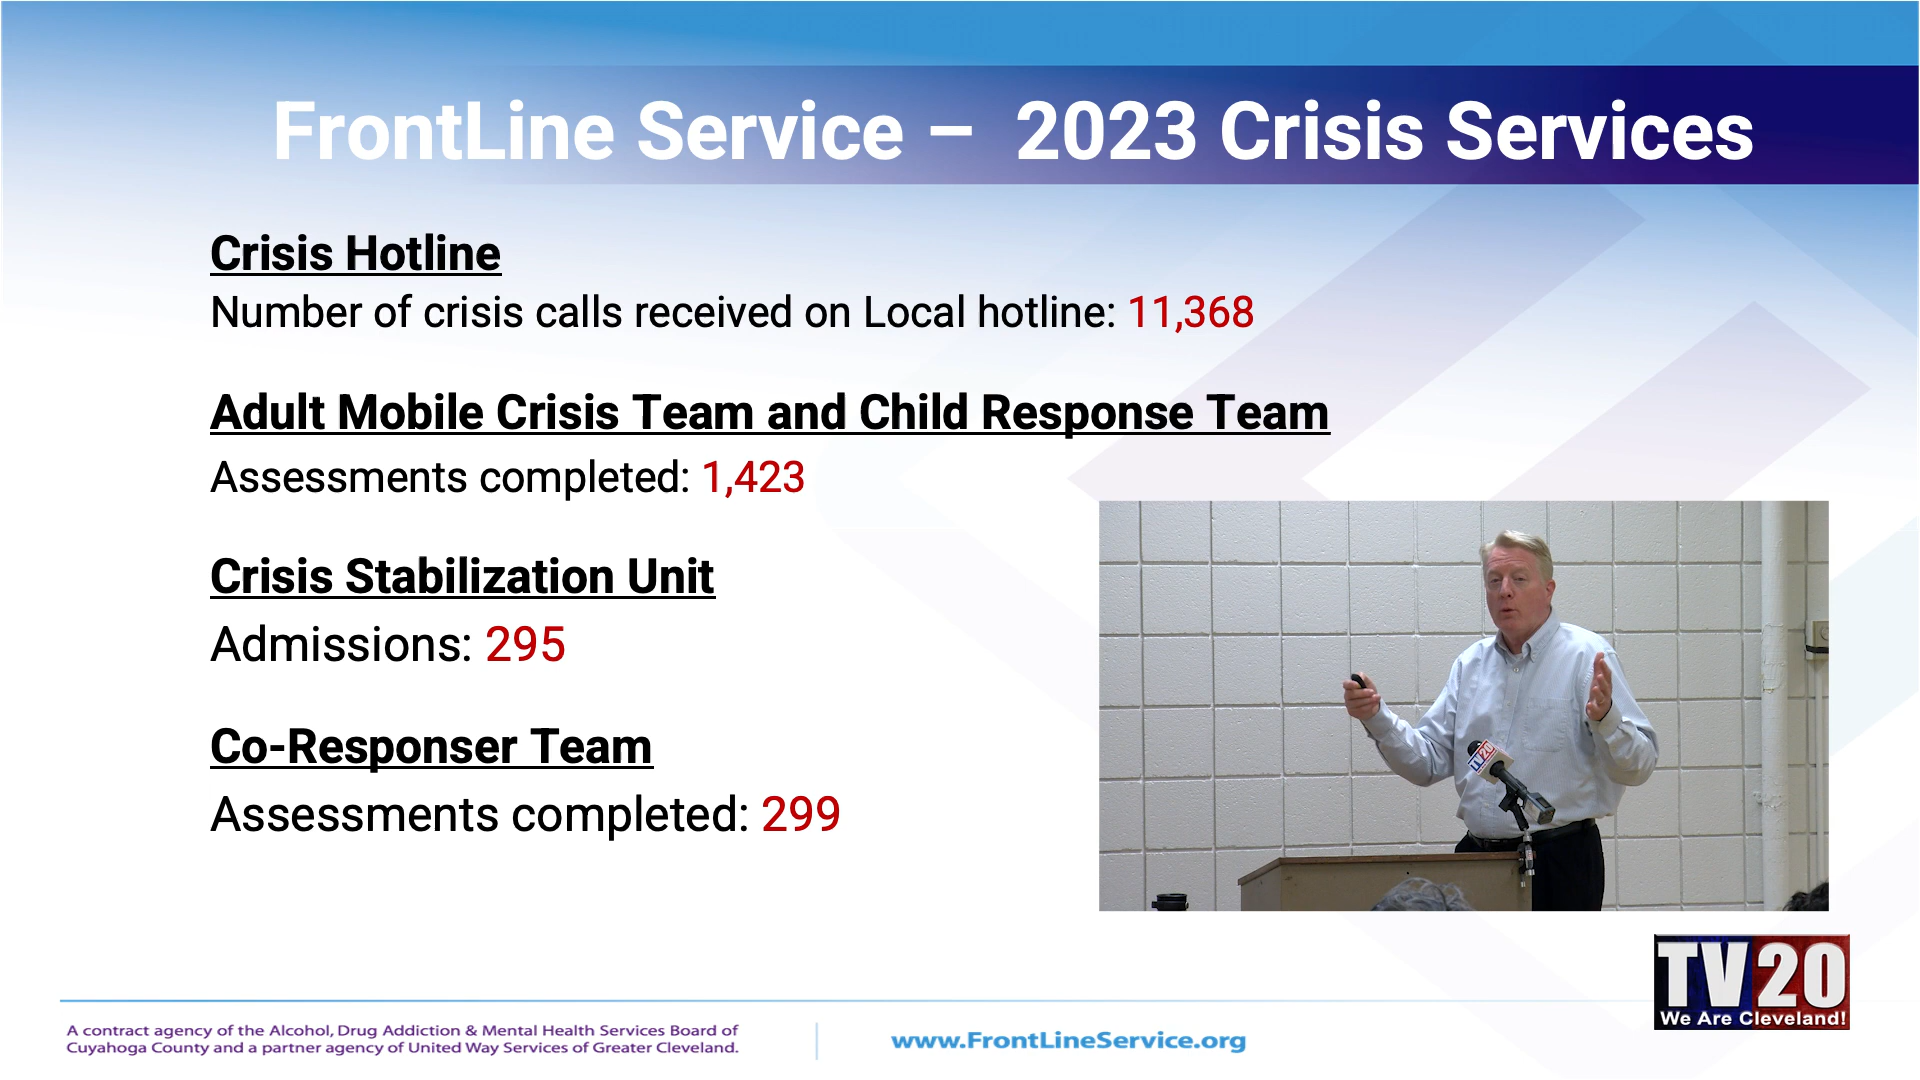 FrontLine Service – 2023 Crisis Services
Crisis Hotline
Number of crisis calls received on Local hotline: 11,368
Adult Mobile Crisis Team and Child Response Team
Assessments completed: 1,423
Crisis Stabilization Unit
Admissions: 295
Co-Responser Team
Assessments completed: 299
TV20
TV20
We Are Cleveland!
A contract agency of the Alcohol, Drug Addiction & Mental Health Services Board of
Cuyahoga County and a partner agency of United Way Services of Greater Cleveland.
www.FrontLineService.org